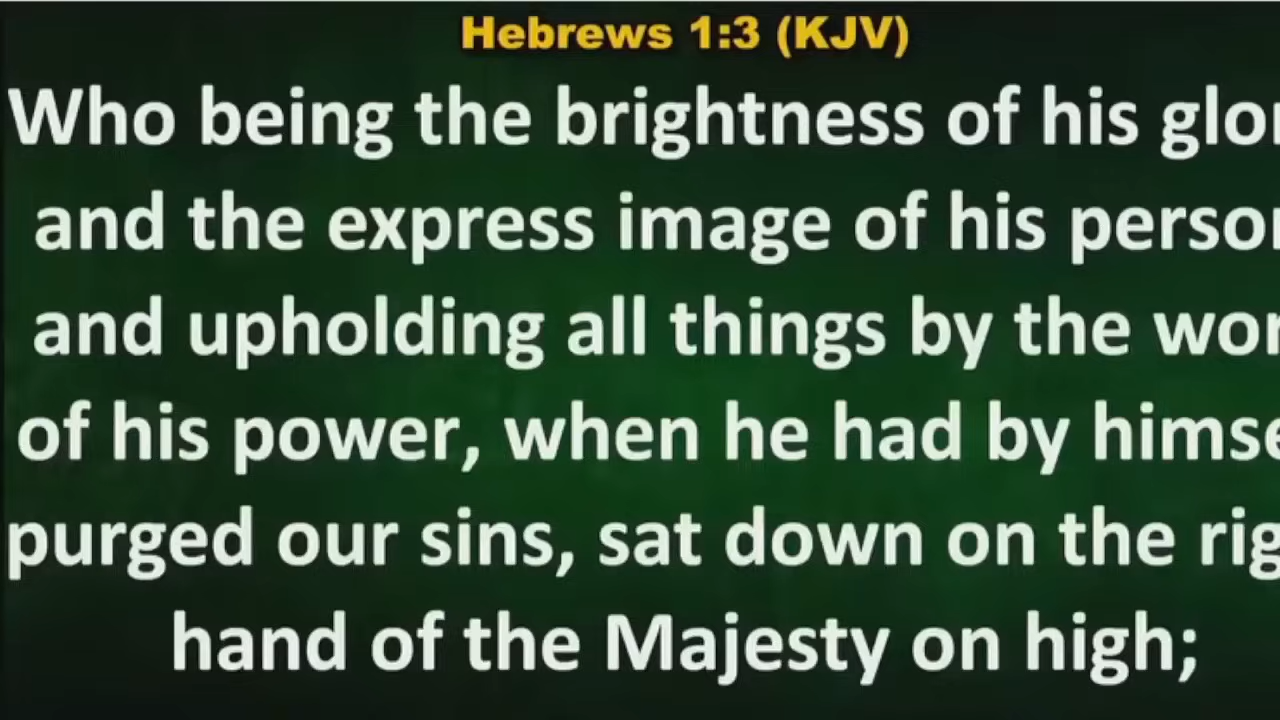 Hebrews 1:3 (KJV)
Who being the brightness of his glor
and the express image of his person
and upholding all things by the wor
of his power, when he had by himse
purged our sins, sat down on the rig
hand of the Majesty on high;